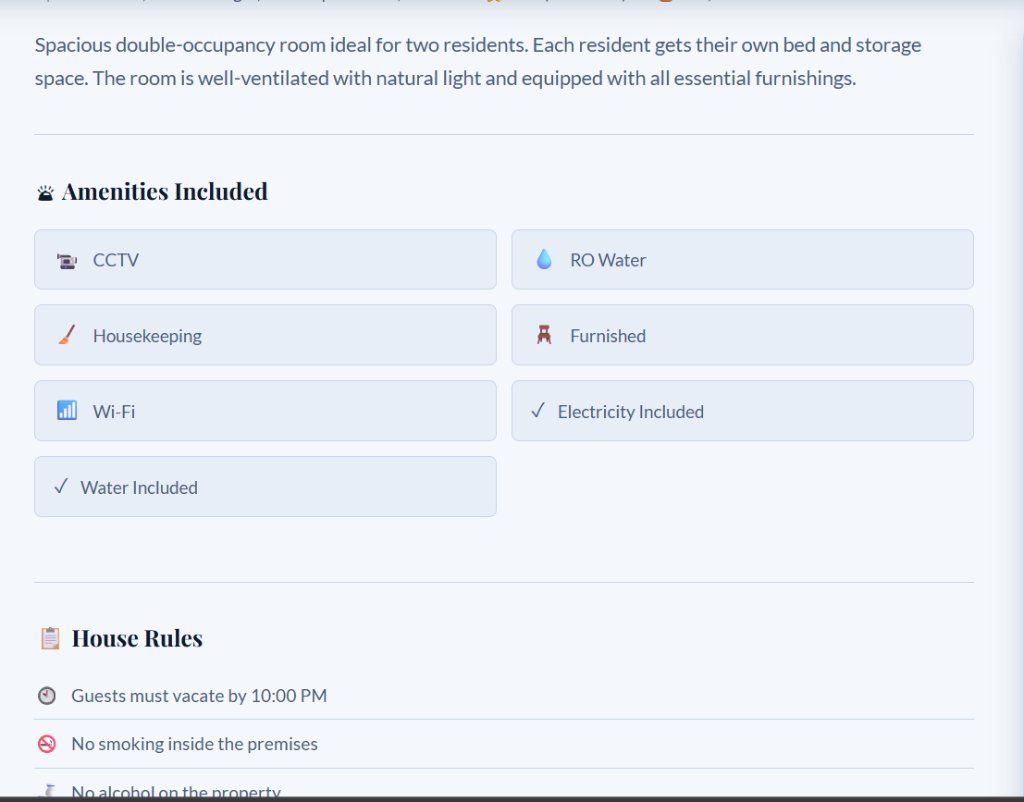 Spacious double-occupancy room ideal for two residents. Each resident gets their own bed and storage
space. The room is well-ventilated with natural light and equipped with all essential furnishings.
Amenities Included
CCTV
RO Water
Housekeeping
Furnished
Wi-Fi
✓ Electricity Included
✓ Water Included
House Rules
Guests must vacate by 10:00 PM
No smoking inside the premises
No alcohol on the property